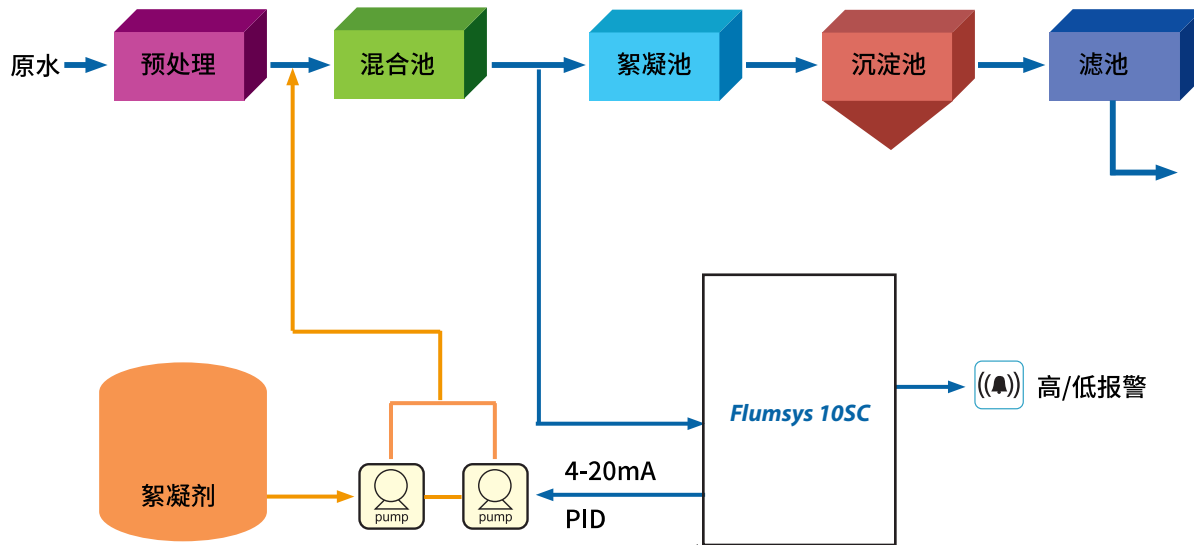 原水
预处理
混合池
絮凝池
沉淀池
滤池
Flumsys 10SC
高/低报警
絮凝剂
pump
pump
4-20mA
PID